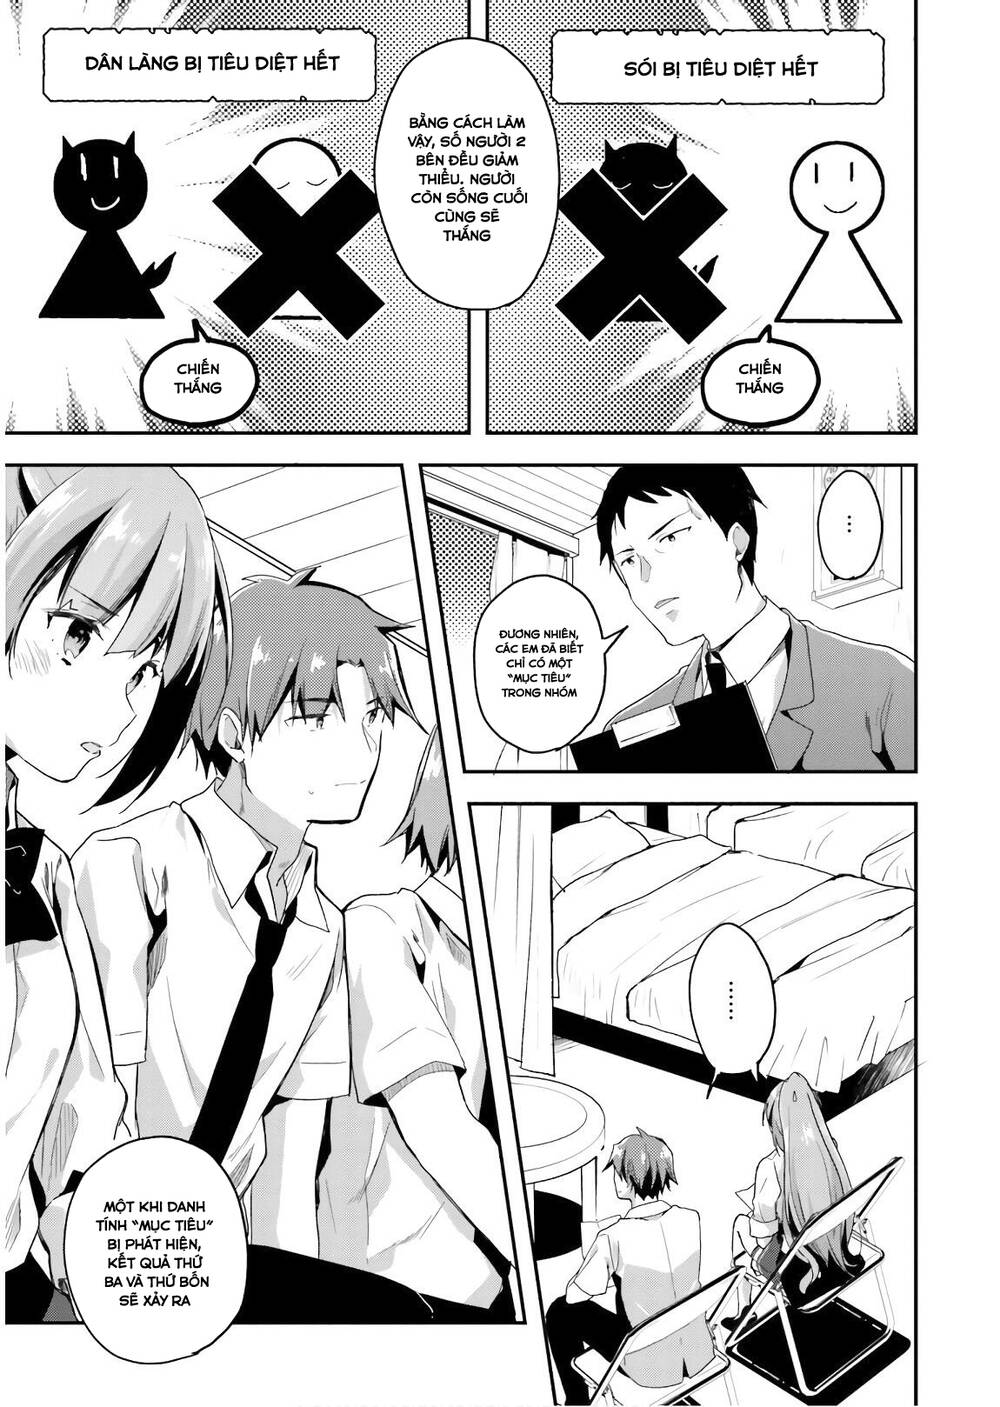 SÓI BỊ TIÊU DIỆT HẾT
CHIẾN
THẮNG
BẰNG CÁCH LÀM
VẬY, SỐ NGƯỜI 2
BÊN ĐỀU GIẢM
THIỂU. NGƯỜI
CÒN SỐNG CUỐI
CÙNG SẼ
THẮNG
DÂN LÀNG BỊ TIÊU DIỆT HẾT
CHIẾN
THẮNG
...
ĐƯƠNG NHIÊN,
CÁC EM ĐÃ BIẾT
CHỈ CÓ MỘT
"MỤC TIÊU"
TRONG NHÓM
......
MỘT KHI DANH
TÍNH "MỤC TIÊU"
BỊ PHÁT HIỆN,
KẾT QUẢ THỨ
BA VÀ THỨ BỐN
SẼ XẢY RA